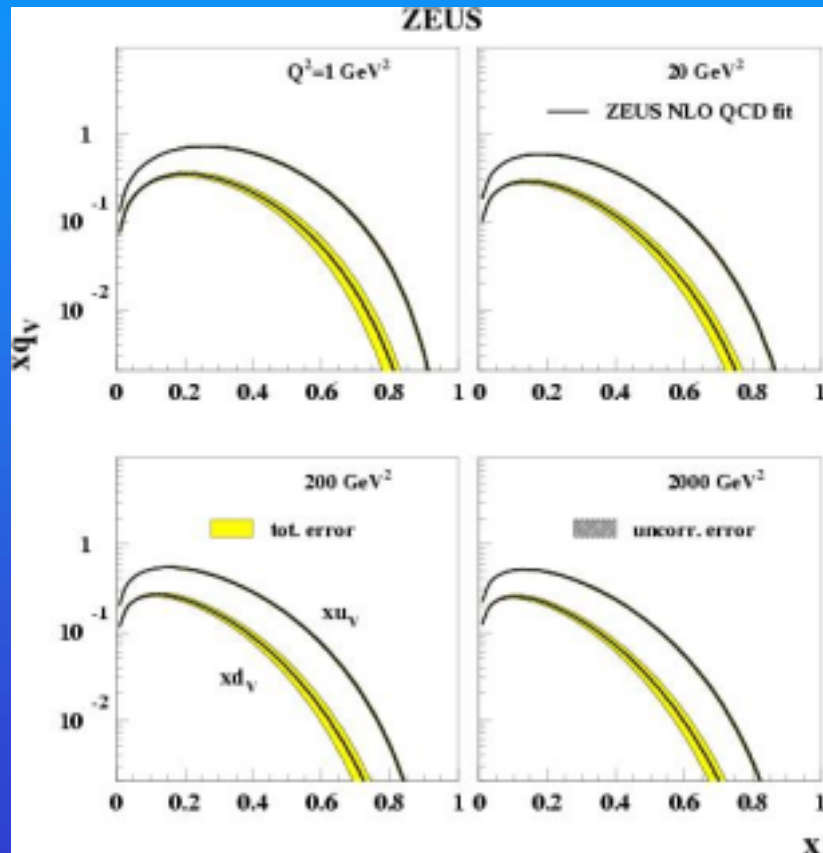 ZEUS
Q²=1 GeV²
20 GeV²
ZEUS NLO QCD fit
1
10⁻¹
10⁻²
0 0.2 0.4 0.6 0.8 1 0 0.2 0.4 0.6 0.8 1
xqᵥ
200 GeV²
2000 GeV²
tot. error
uncorr. error
1
xuᵥ
10⁻¹
xdᵥ
10⁻²
0 0.2 0.4 0.6 0.8 1 0 0.2 0.4 0.6 0.8 1
x